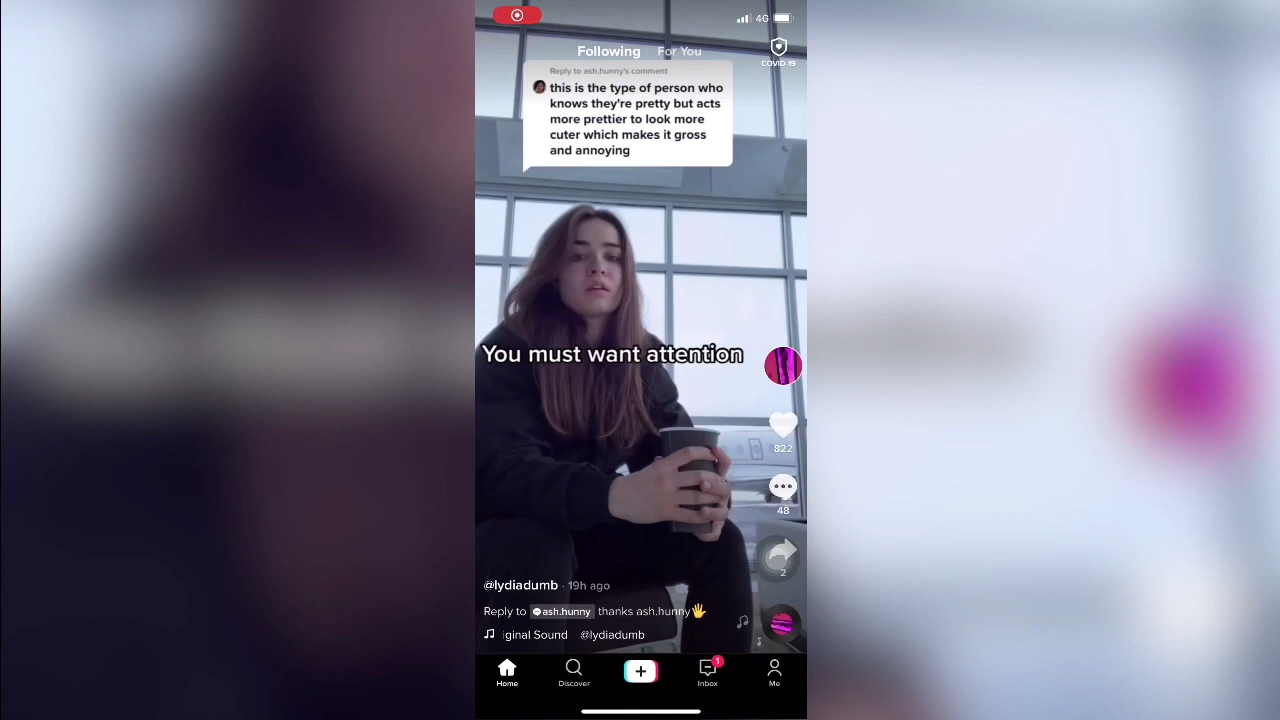 4G
Following For You
COVID-19
Reply to ash.hunny's comment
this is the type of person who
knows they're pretty but acts
more prettier to look more
cuter which makes it gross
and annoying
You must want attention
822
48
2
@lydiadumb · 19h ago
Reply to ash.hunny thanks ash.hunny🖐
iginal Sound @lydiadumb
1
Home Discover Inbox Me